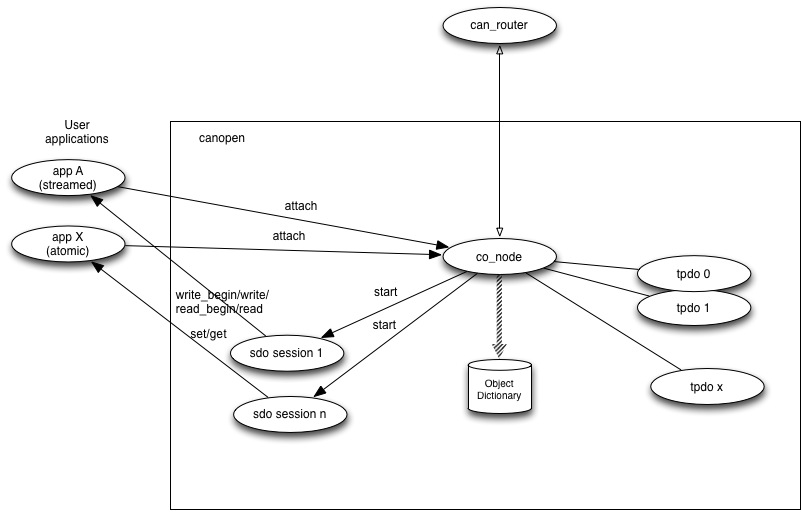 can_router
User
applications
canopen
app A
(streamed)
attach
app X
(atomic)
attach
co_node
tpdo 0
tpdo 1
write_begin/write/
read_begin/read
start
start
set/get
sdo session 1
Object
Dictionary
tpdo x
sdo session n